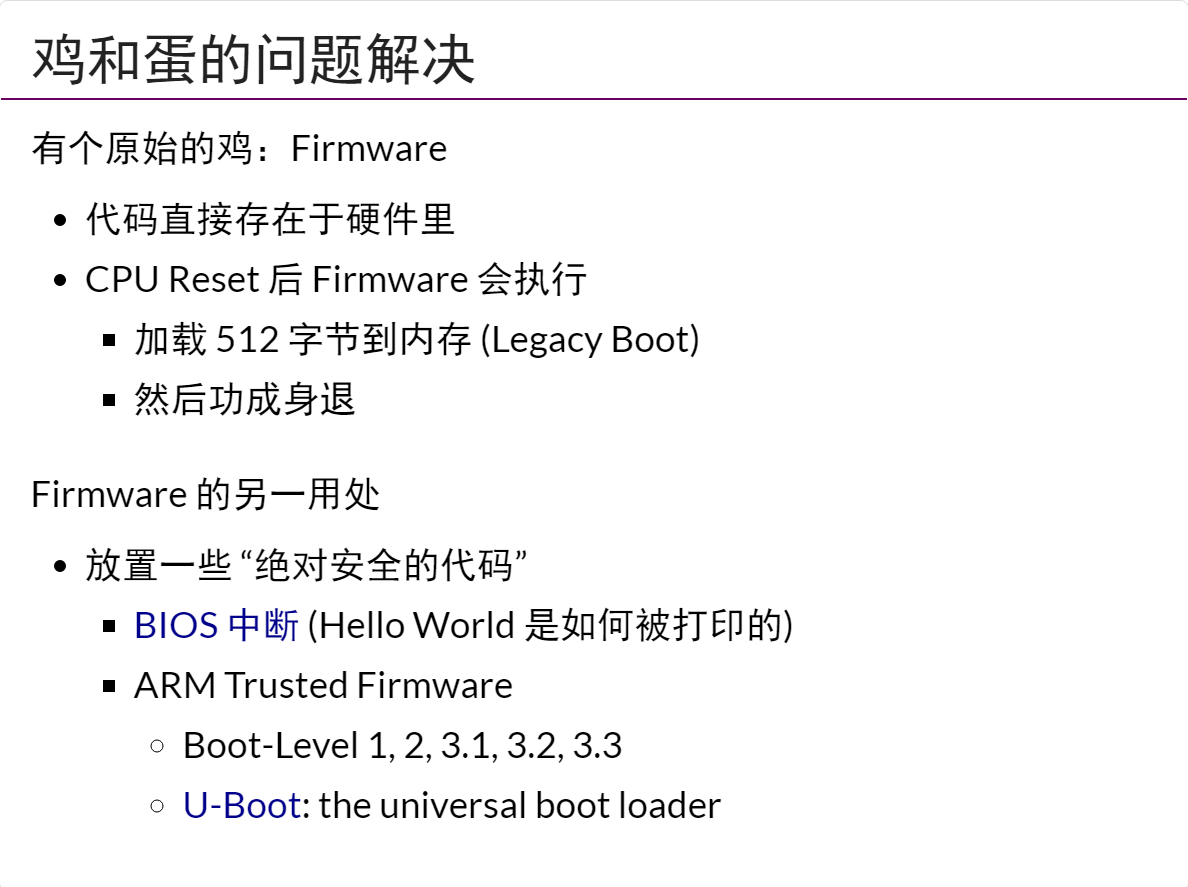 鸡和蛋的问题解决
有个原始的鸡：Firmware
代码直接存在于硬件里
CPU Reset 后 Firmware 会执行
加载 512 字节到内存 (Legacy Boot)
然后功成身退
Firmware 的另一用处
放置一些 “绝对安全的代码”
BIOS 中断 (Hello World 是如何被打印的)
ARM Trusted Firmware
Boot-Level 1, 2, 3.1, 3.2, 3.3
U-Boot: the universal boot loader